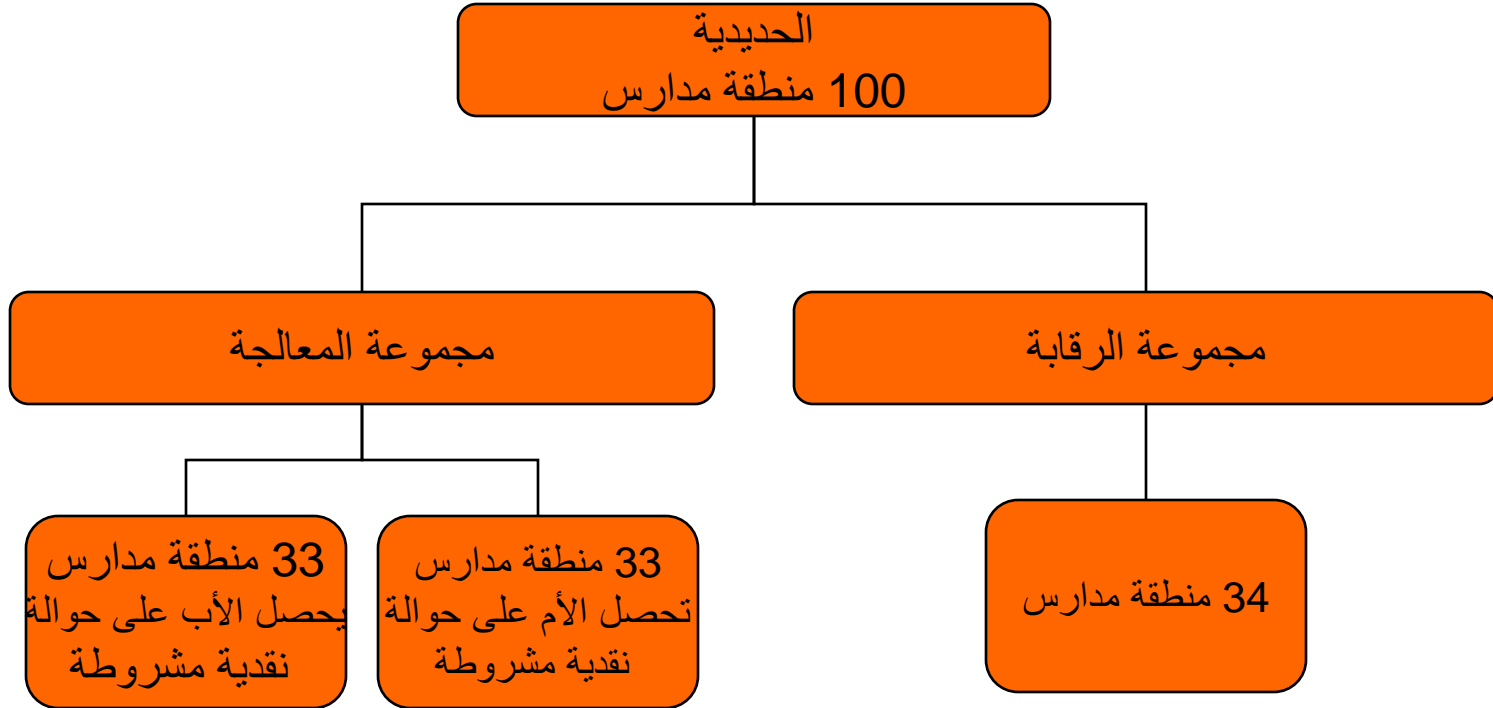 الحديدية
100 منطقة مدارس
مجموعة الرقابة
مجموعة المعالجة
34 منطقة مدارس
33 منطقة مدارس
تحصل الأم على حوالة
نقدية مشروطة
33 منطقة مدارس
يحصل الأب على حوالة
نقدية مشروطة